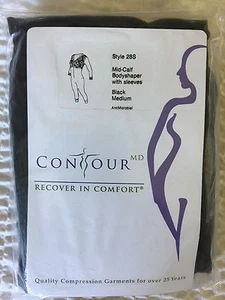 Style 28S
Mid-Calf
Bodyshaper
with sleeves
Black
Medium
AntiMicrobial
CONTOUR MD
RECOVER IN COMFORT®
Quality Compression Garments for over 25 Years